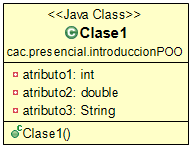 <<Java Class>>
Clase1
cac.presencial.introduccionPOO
atributo1: int
atributo2: double
atributo3: String
Clase1()